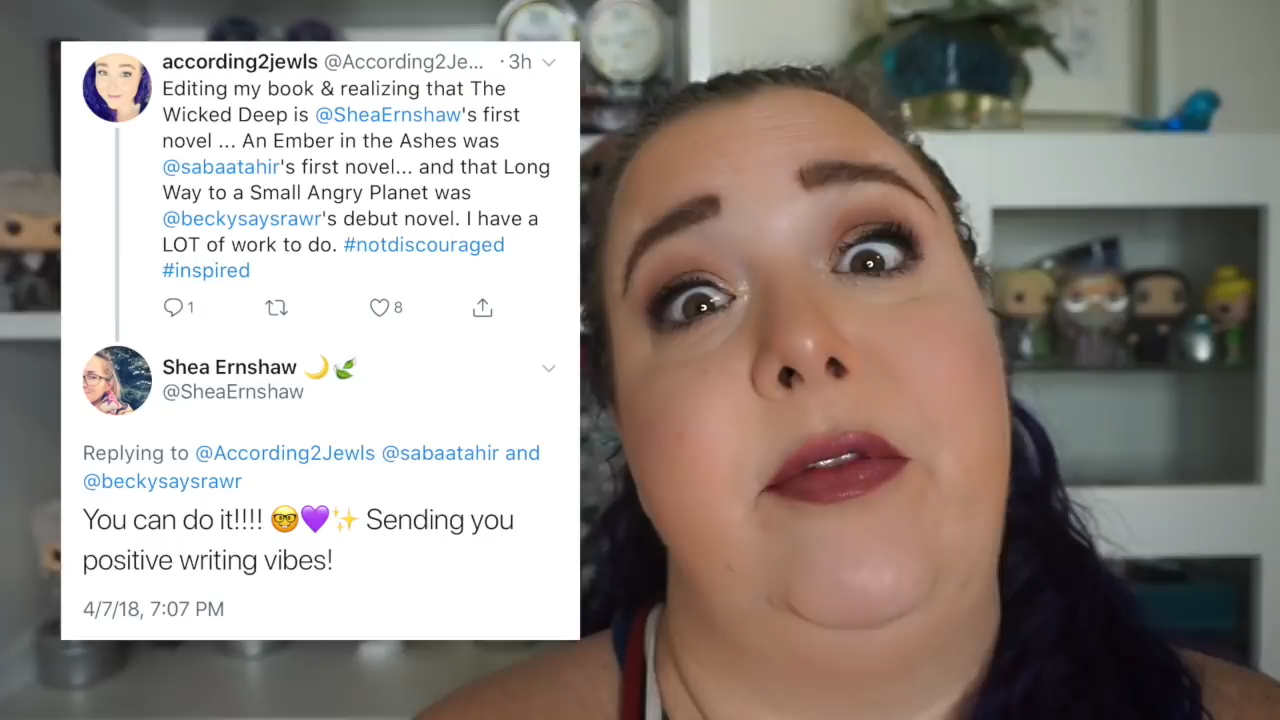 according2jewls @According2Je... · 3h
Editing my book & realizing that The
Wicked Deep is @SheaErnshaw's first
novel ... An Ember in the Ashes was
@sabaatahir's first novel... and that Long
Way to a Small Angry Planet was
@beckysaysrawr's debut novel. I have a
LOT of work to do. #notdiscouraged
#inspired
1 8
Shea Ernshaw 🌙🌿
@SheaErnshaw
Replying to @According2Jewls @sabaatahir and
@beckysaysrawr
You can do it!!!! 🤓💜✨ Sending you
positive writing vibes!
4/7/18, 7:07 PM